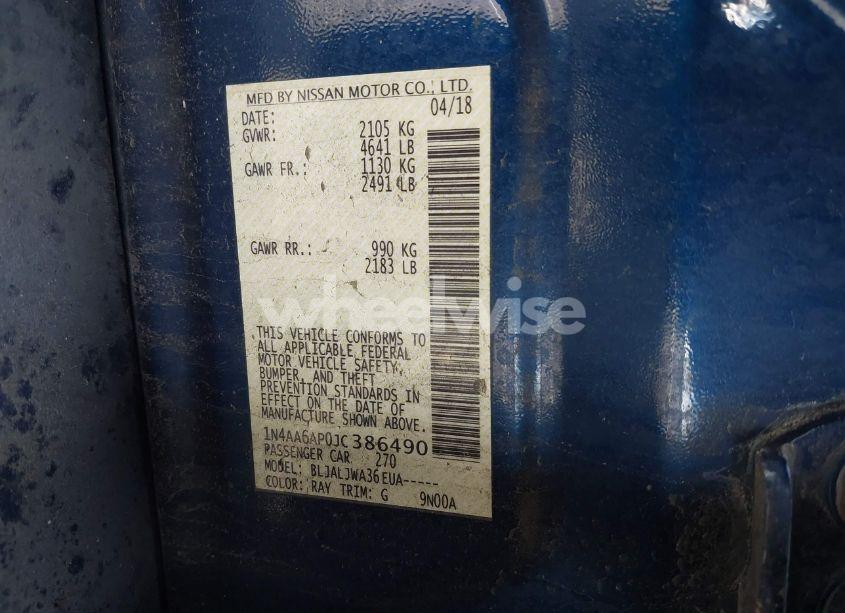 MFD BY NISSAN MOTOR CO., LTD.
DATE: 04/18
GVWR: 2105 KG
4641 LB
GAWR FR.: 1130 KG
2491 LB
GAWR RR.: 990 KG
2183 LB
wheelwise
THIS VEHICLE CONFORMS TO
ALL APPLICABLE FEDERAL
MOTOR VEHICLE SAFETY,
BUMPER, AND THEFT
PREVENTION STANDARDS IN
EFFECT ON THE DATE OF
MANUFACTURE SHOWN ABOVE.
1N4AA6AP0JC386490
PASSENGER CAR 270
MODEL: BLJALJWA36EUA-----
COLOR: RAY TRIM: G 9N00A